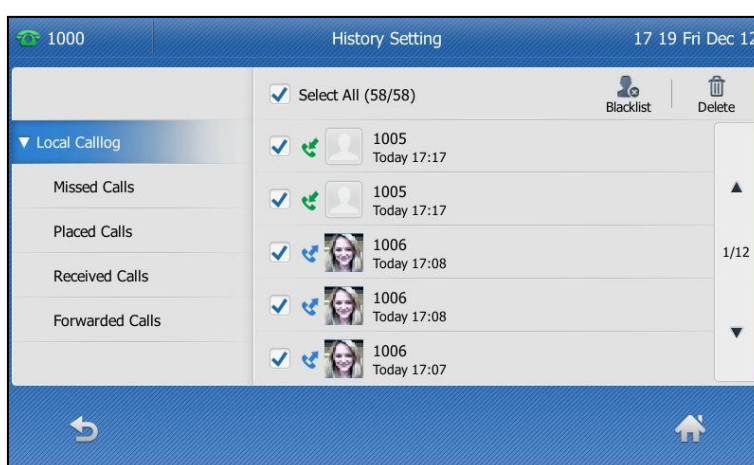 1000
History Setting
17 19 Fri Dec 12
Select All (58/58)
Blacklist
Delete
Local Calllog
Missed Calls
Placed Calls
Received Calls
Forwarded Calls
1005
Today 17:17
1005
Today 17:17
1006
Today 17:08
1006
Today 17:08
1006
Today 17:07
1/12